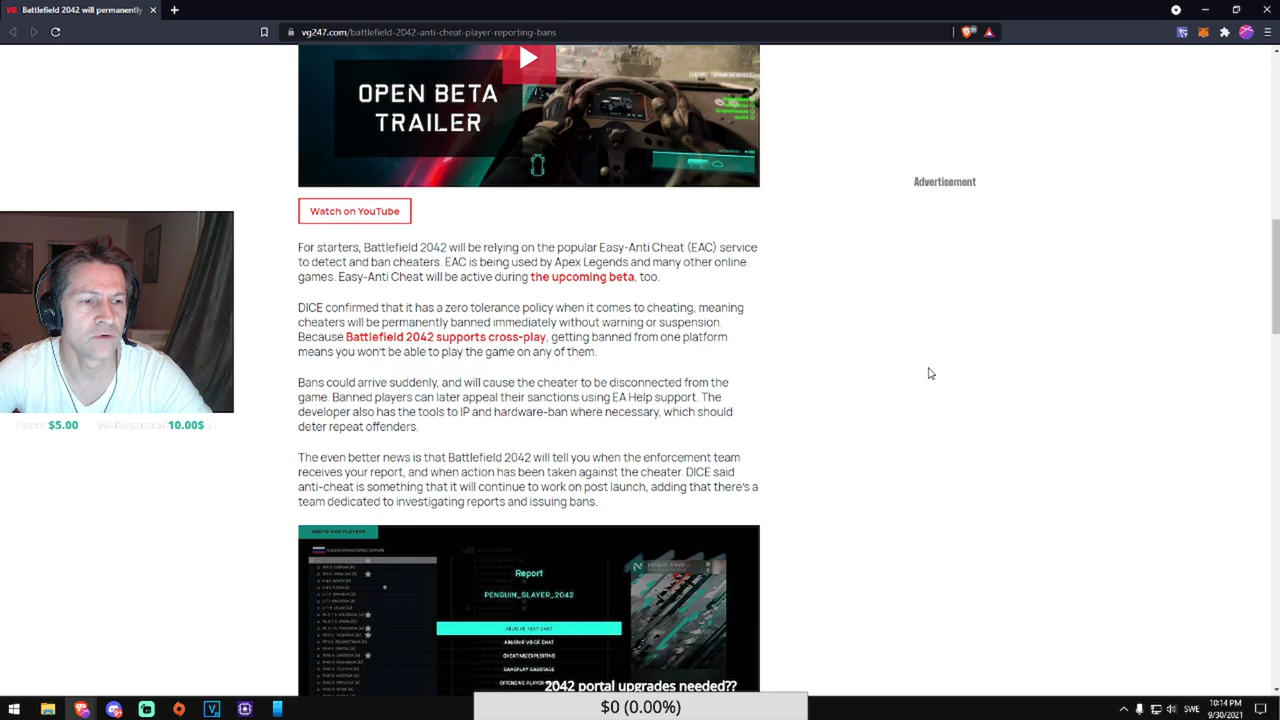 Battlefield 2042 will permanently
vg247.com/battlefield-2042-anti-cheat-player-reporting-bans
OPEN BETA
TRAILER
Advertisement
Watch on YouTube
For starters, Battlefield 2042 will be relying on the popular Easy-Anti Cheat (EAC) service
to detect and ban cheaters. EAC is being used by Apex Legends and many other online
games. Easy-Anti Cheat will be active during the upcoming beta, too.
DICE confirmed that it has a zero tolerance policy when it comes to cheating, meaning
cheaters will be permanently banned immediately without warning or suspension.
Because Battlefield 2042 supports cross-play, getting banned from one platform
means you won't be able to play the game on any of them.
Bans could arrive suddenly, and will cause the cheater to be disconnected from the
game. Banned players can later appeal their sanctions using EA Help support. The
developer also has the tools to IP and hardware-ban where necessary, which should
deter repeat offenders.
$5.00 10.00$
The even better news is that Battlefield 2042 will tell you when the enforcement team
receives your report, and when action has been taken against the cheater. DICE said
anti-cheat is something that it will continue to work on post launch, adding that there's a
team dedicated to investigating reports and issuing bans.
Report
PENGUIN_SLAYER_2042
ABUSIVE TEXT CHAT
ABUSIVE VOICE CHAT
CHEATING/EXPLOITING
GAMEPLAY SABOTAGE
OFFENSIVE PLAYER
2042 portal upgrades needed??
$0 (0.00%)
SWE
10:14 PM
9/30/2021